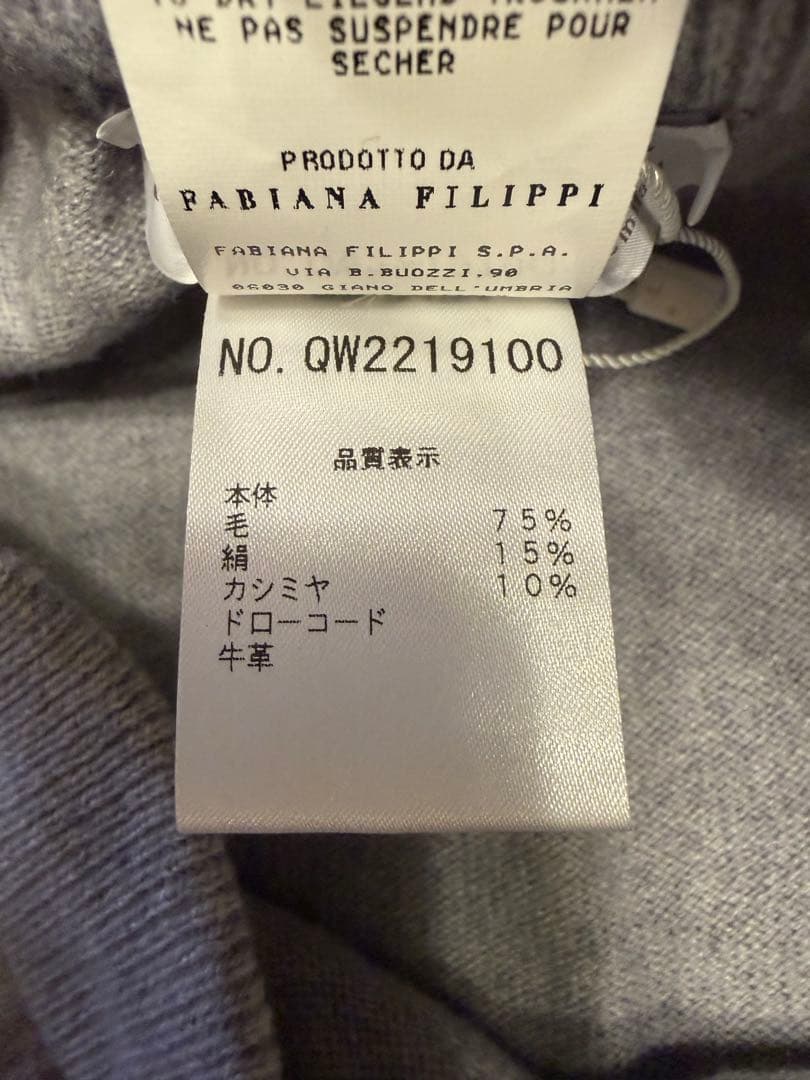 NE PAS SUSPENDRE POUR
SECHER
PRODOTTO DA
FABIANA FILIPPI
FABIANA FILIPPI S.P.A.
VIA B.BUOZZI.90
06030 GIANO DELL'UMBRIA
NO. QW2219100
品質表示
本体
毛 75%
絹 15%
カシミヤ 10%
ドローコード
牛革